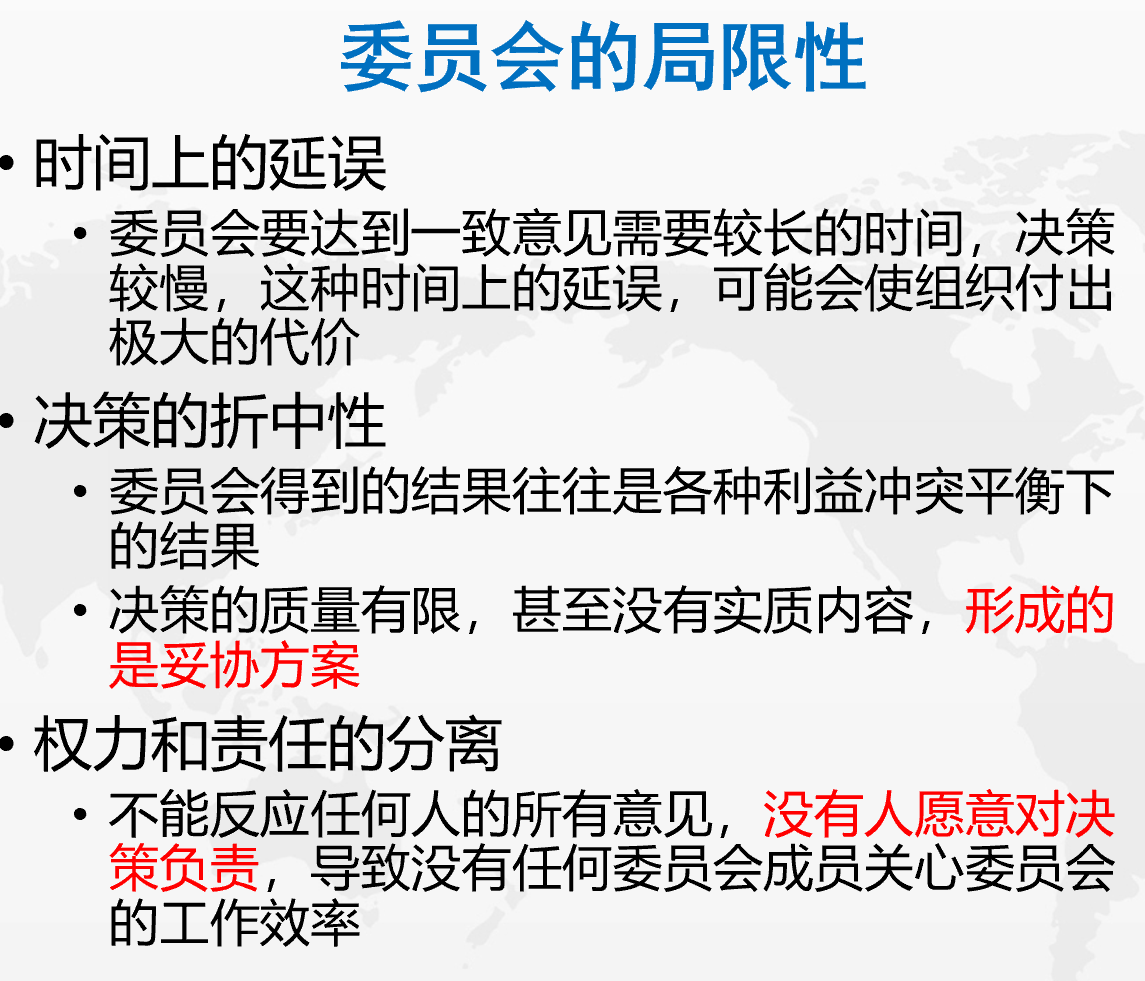 委员会的局限性
• 时间上的延误
• 委员会要达到一致意见需要较长的时间，决策
较慢，这种时间上的延误，可能会使组织付出
极大的代价
• 决策的折中性
• 委员会得到的结果往往是各种利益冲突平衡下
的结果
• 决策的质量有限，甚至没有实质内容，形成的
是妥协方案
• 权力和责任的分离
• 不能反应任何人的所有意见，没有人愿意对决
策负责，导致没有任何委员会成员关心委员会
的工作效率